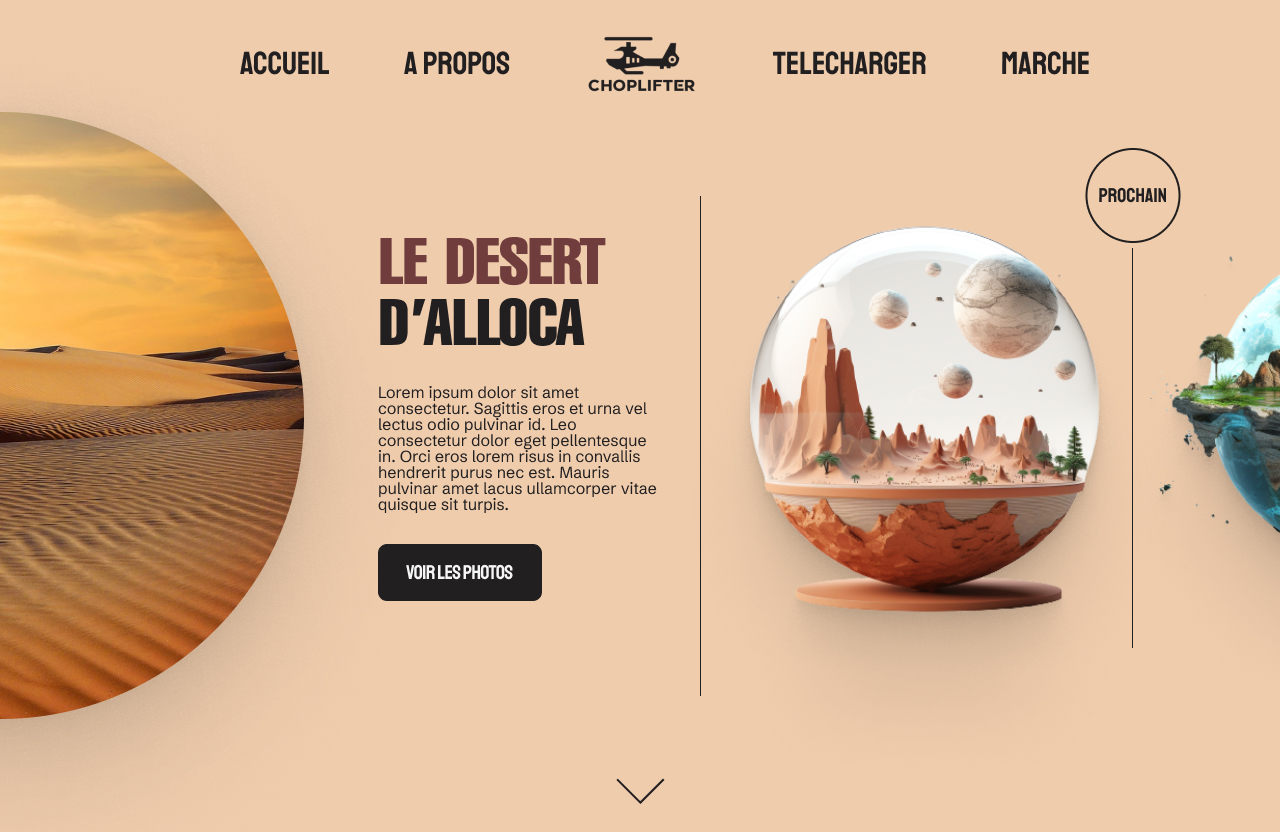 ACCUEIL
A PROPOS
CHOPLIFTER
TELECHARGER
MARCHE
PROCHAIN
LE DESERT
D'ALLOCA
Lorem ipsum dolor sit amet
consectetur. Sagittis eros et urna vel
lectus odio pulvinar id. Leo
consectetur dolor eget pellentesque
in. Orci eros lorem risus in convallis
hendrerit purus nec est. Mauris
pulvinar amet lacus ullamcorper vitae
quisque sit turpis.
VOIR LES PHOTOS